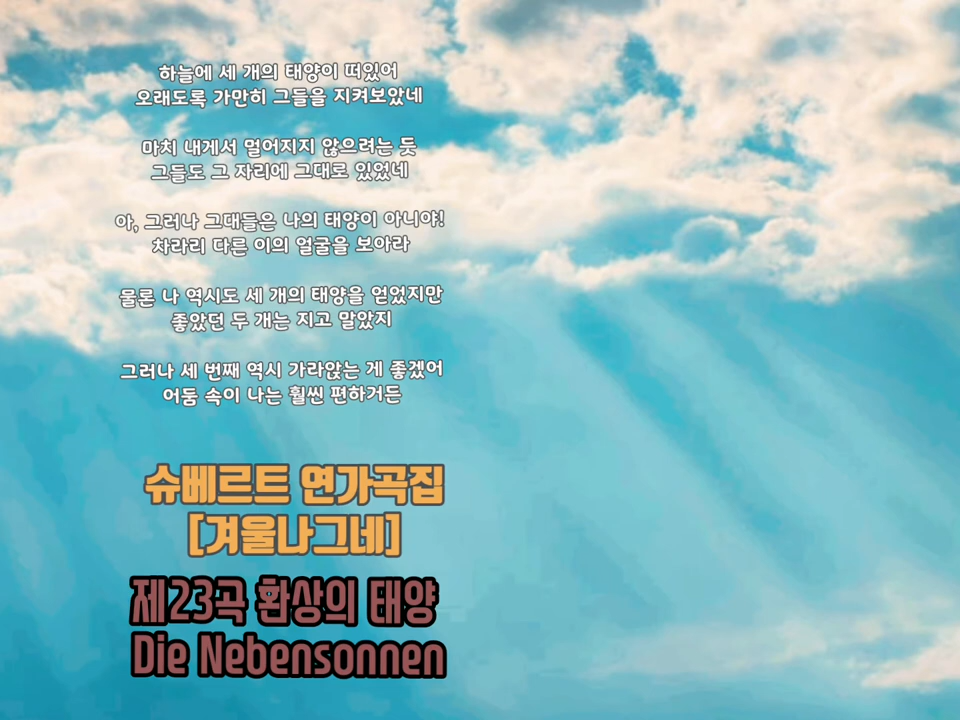 하늘에 세 개의 태양이 떠있어
오래도록 가만히 그들을 지켜보았네
마치 내게서 멀어지지 않으려는 듯
그들도 그 자리에 그대로 있었네
아, 그러나 그대들은 나의 태양이 아니야!
차라리 다른 이의 얼굴을 보아라
물론 나 역시도 세 개의 태양을 얻었지만
좋았던 두 개는 지고 말았지
그러나 세 번째 역시 가라앉는 게 좋겠어
어둠 속이 나는 훨씬 편하거든
슈베르트 연가곡집
[겨울나그네]
제23곡 환상의 태양
Die Nebensonnen